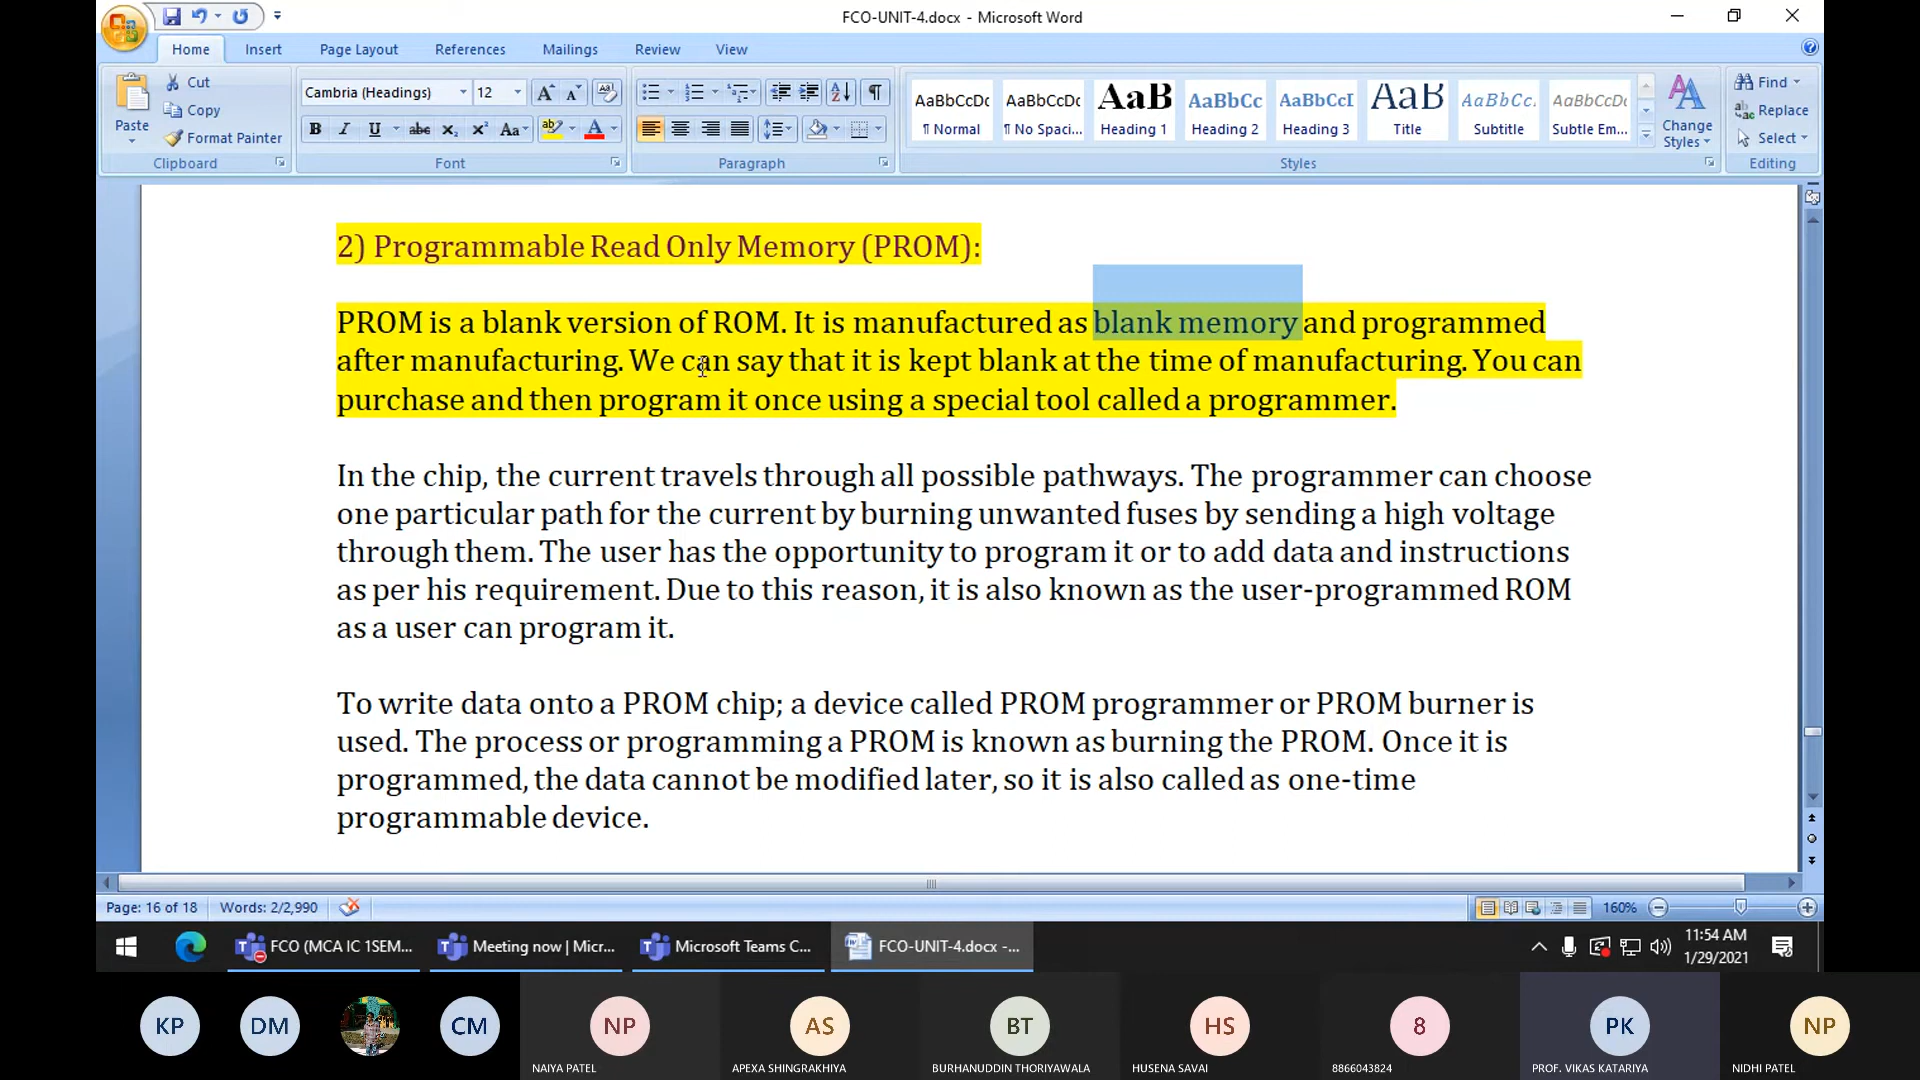 FCO-UNIT-4.docx - Microsoft Word
Home Insert Page Layout References Mailings Review View
Paste
Cut
Copy
Format Painter
Clipboard
Cambria (Headings) 12
Font
Paragraph
AaBbCcDc AaBbCcDc AaB AaBbCc AaBbCcI AaB AaBbCc. AaBbCcDc
¶ Normal ¶ No Spaci... Heading 1 Heading 2 Heading 3 Title Subtitle Subtle Em...
Change Styles
Styles
Find
Replace
Select
Editing
2) Programmable Read Only Memory (PROM):
PROM is a blank version of ROM. It is manufactured as blank memory and programmed
after manufacturing. We can say that it is kept blank at the time of manufacturing. You can
purchase and then program it once using a special tool called a programmer.
In the chip, the current travels through all possible pathways. The programmer can choose
one particular path for the current by burning unwanted fuses by sending a high voltage
through them. The user has the opportunity to program it or to add data and instructions
as per his requirement. Due to this reason, it is also known as the user-programmed ROM
as a user can program it.
To write data onto a PROM chip; a device called PROM programmer or PROM burner is
used. The process or programming a PROM is known as burning the PROM. Once it is
programmed, the data cannot be modified later, so it is also called as one-time
programmable device.
Page: 16 of 18 Words: 2/2,990 160%
FCO (MCA IC 1SEM... Meeting now | Micr... Microsoft Teams C... FCO-UNIT-4.docx -...
11:54 AM
1/29/2021
KP DM CM NP AS BT HS 8 PK NP
NAIYA PATEL APEXA SHINGRAKHIYA BURHANUDDIN THORIYAWALA HUSENA SAVAI 8866043824 PROF. VIKAS KATARIYA NIDHI PATEL